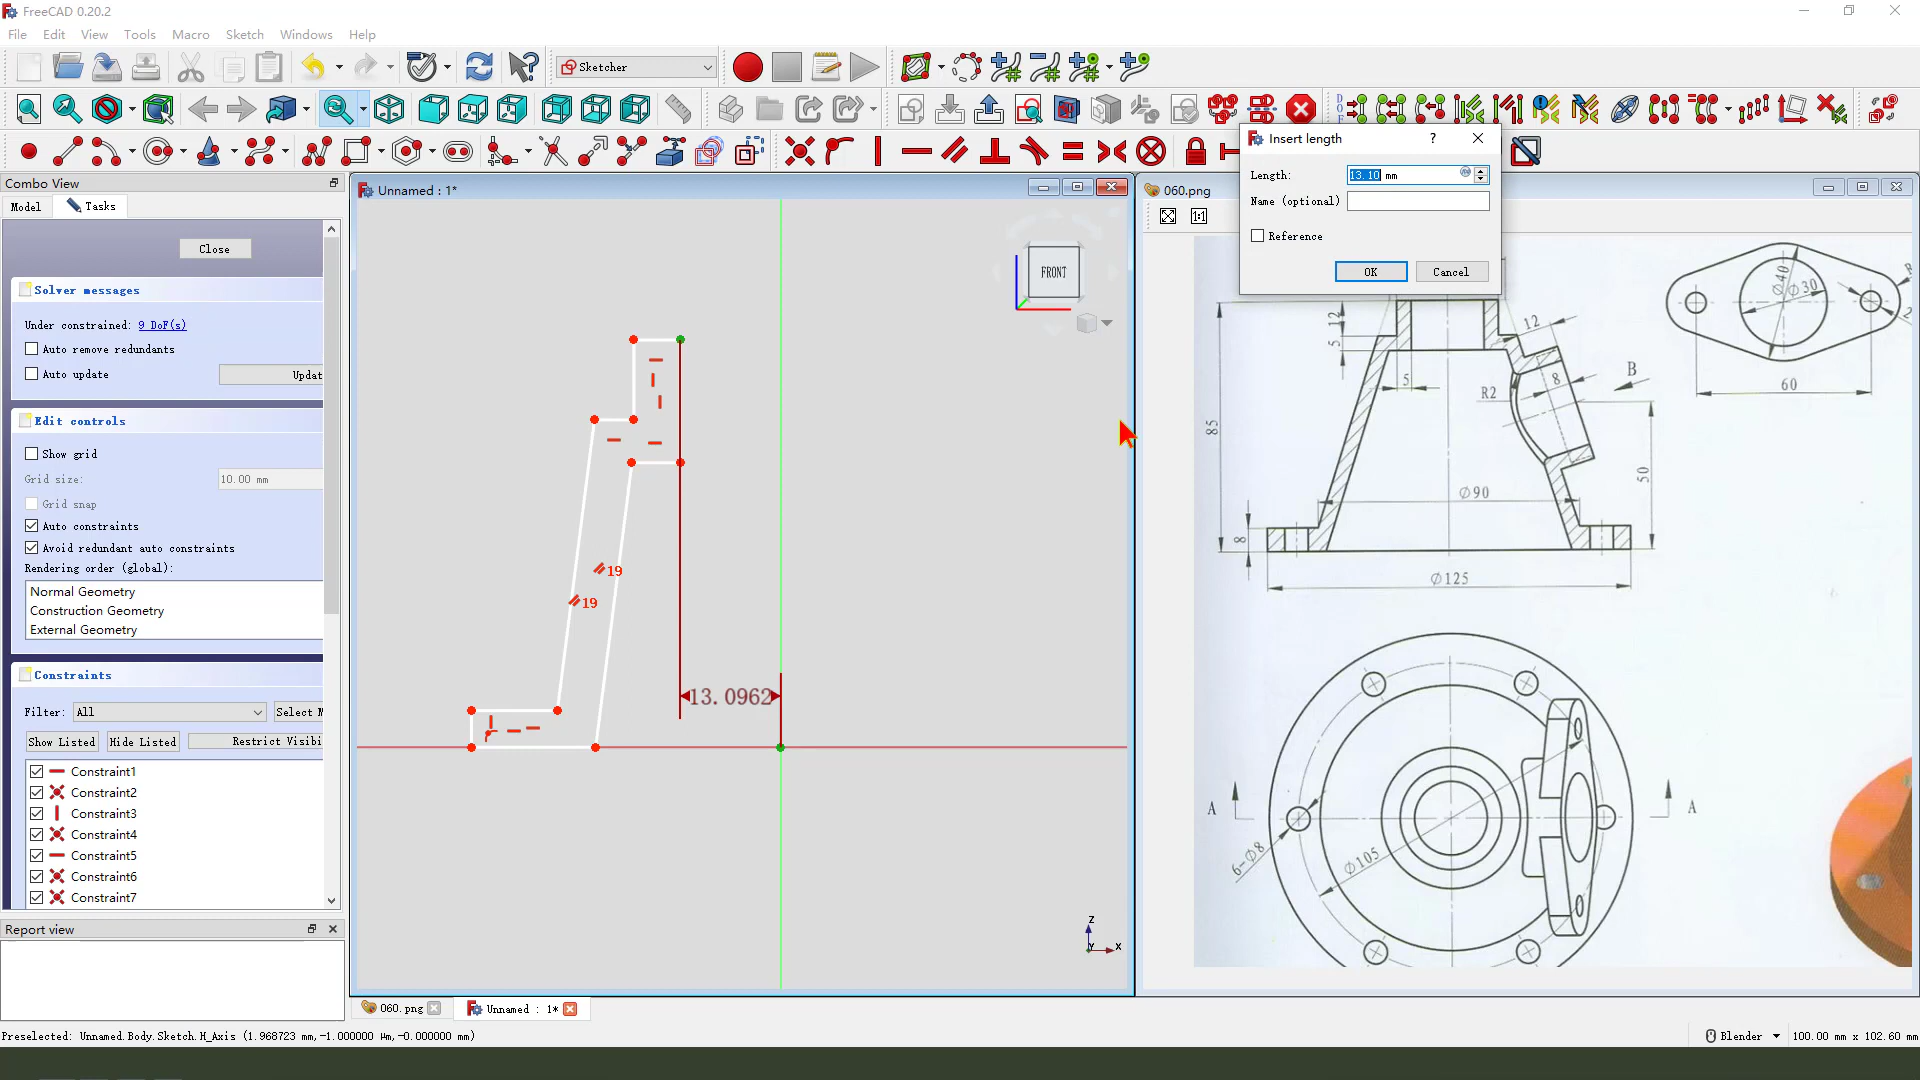 FreeCAD 0.20.2
File Edit View Tools Macro Sketch Windows Help
Sketcher
Combo View
Model Tasks
Close
Solver messages
Under constrained: 9 DoF(s)
Auto remove redundants
Auto update Updat
Edit controls
Show grid
Grid size: 10.00 mm
Grid snap
Auto constraints
Avoid redundant auto constraints
Rendering order (global):
Normal Geometry
Construction Geometry
External Geometry
Constraints
Filter: All Select M
Show Listed Hide Listed Restrict Visibi
Constraint1
Constraint2
Constraint3
Constraint4
Constraint5
Constraint6
Constraint7
Report view
Unnamed : 1*
FRONT
19
19
13.0962
Z
Y X
060.png
1:1
Insert length
?
Length: 13.10 mm
Name (optional)
Reference
OK Cancel
12
5
5
85
8
12
R2
8
B
50
Ø90
Ø125
Ø40
Ø30
60
A A
6-Ø8
Ø105
060.png Unnamed : 1*
Preselected: Unnamed.Body.Sketch.H_Axis (1.968723 mm,-1.000000 μm,-0.000000 mm)
Blender 100.00 mm x 102.60 mm